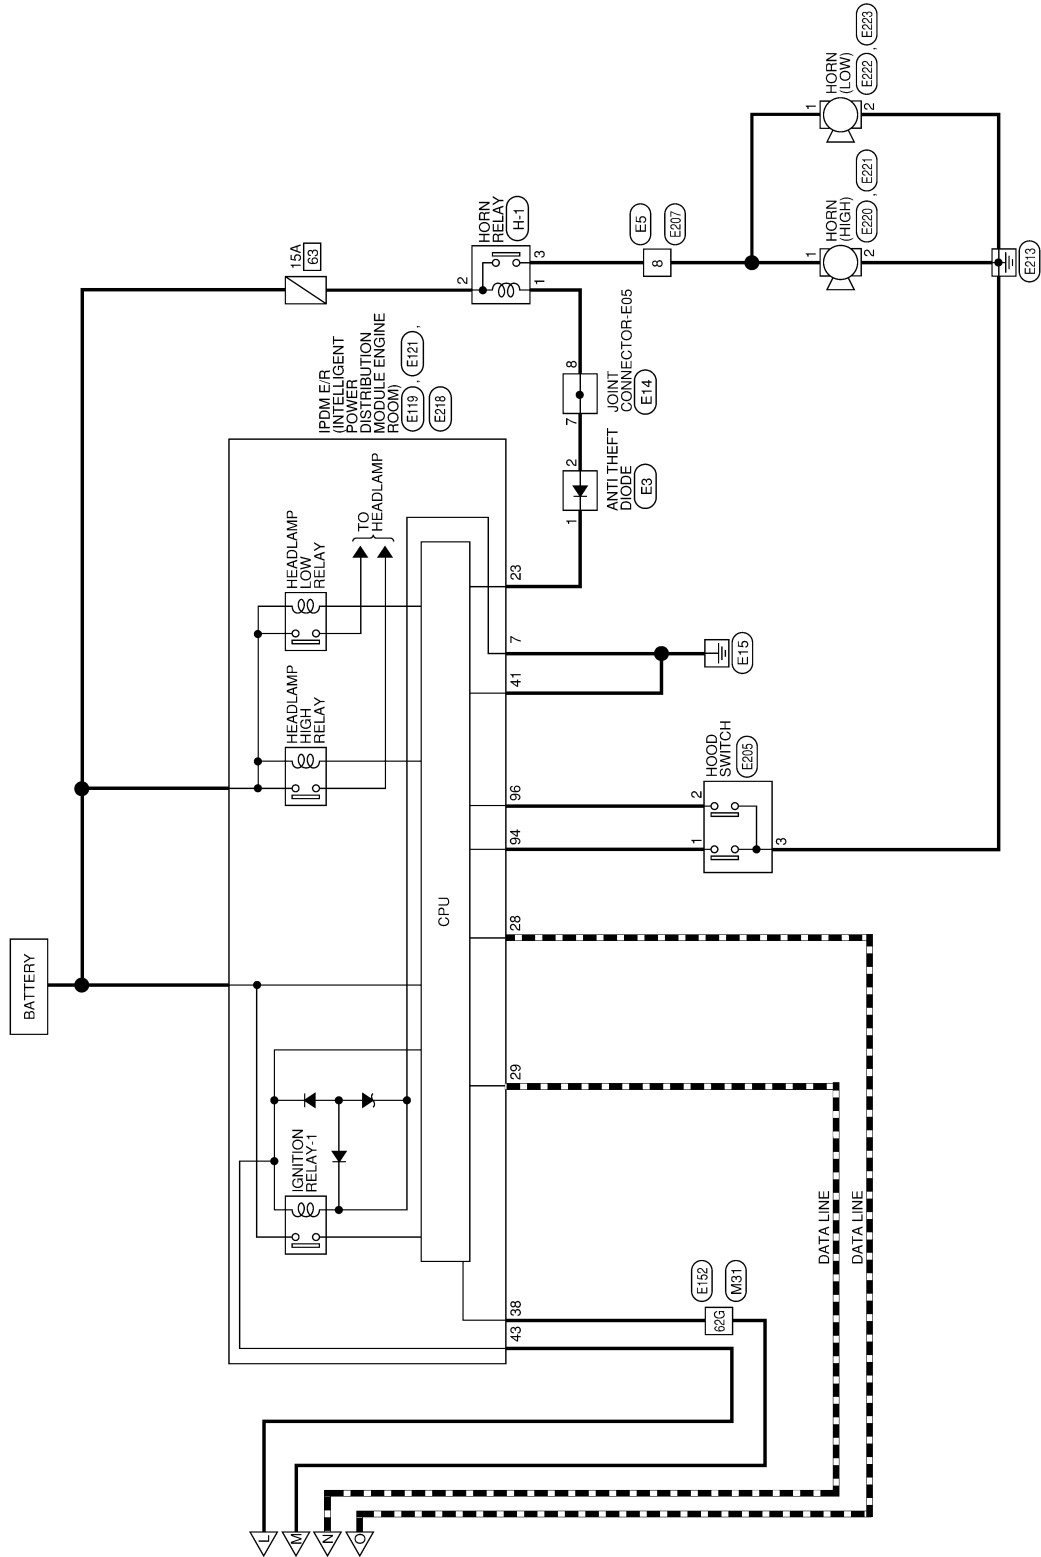 BATTERY
15A
63
2
HORN
RELAY
H-1
1
3
E5
E207
8
HORN
(HIGH)
E220 , E221
1
2
HORN
(LOW)
E222 , E223
1
2
E213
IPDM E/R
(INTELLIGENT
POWER
DISTRIBUTION
MODULE ENGINE
ROOM)
E119 , E121 ,
E218
8
7
JOINT
CONNECTOR-E05
E14
2
1
ANTI THEFT
DIODE
E3
HEADLAMP
LOW
RELAY
HEADLAMP
HIGH
RELAY
TO
HEADLAMP
CPU
IGNITION
RELAY-1
23
7
41
96
94
28
29
38
43
E15
HOOD
SWITCH
E205
2
1
3
E152
M31
62G
DATA LINE
DATA LINE
L
M
N
O